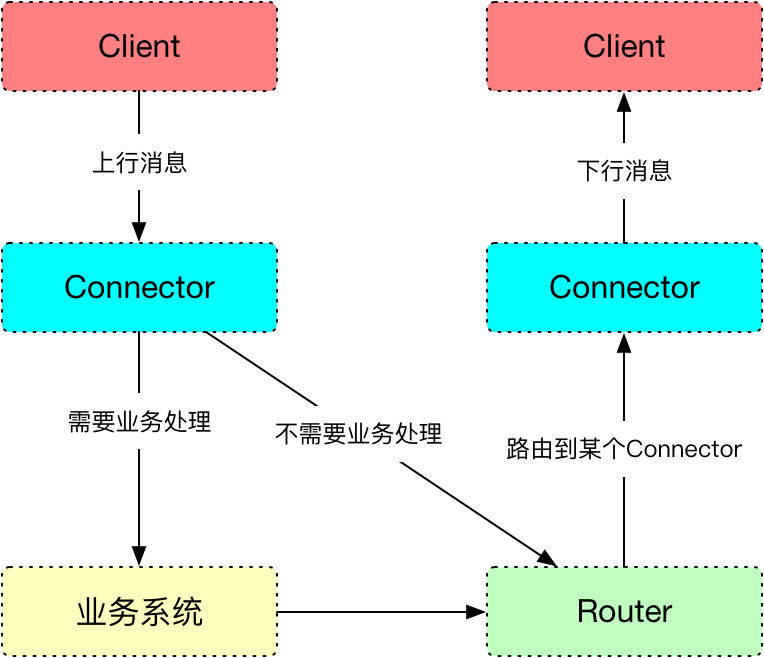 Client
Client
上行消息
下行消息
Connector
Connector
需要业务处理
不需要业务处理
路由到某个Connector
业务系统
Router